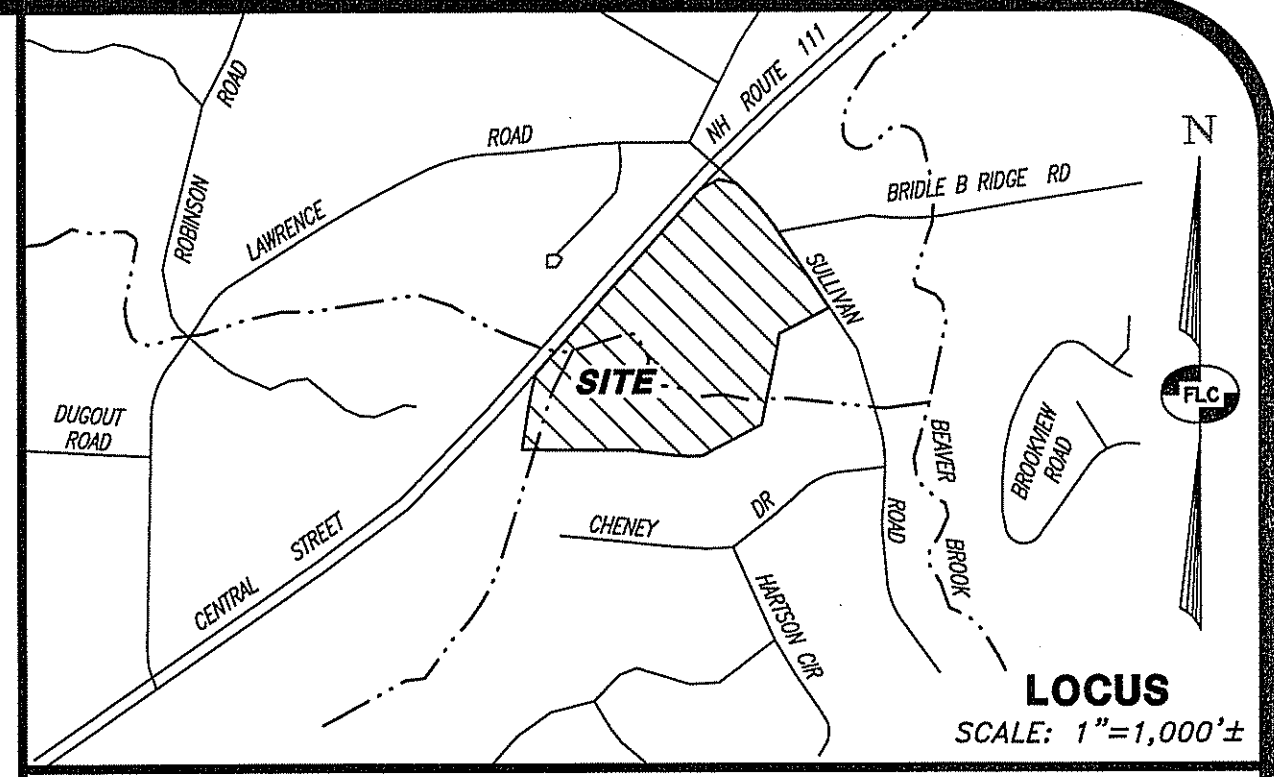 NH ROUTE 111
ROAD
ROAD
N
BRIDLE B RIDGE RD
ROBINSON
LAWRENCE
SULLIVAN
SITE
FLC
DUGOUT
ROAD
BEAVER
BROOKVIEW
ROAD
CENTRAL STREET
CHENEY DR
ROAD
BROOK
HARTSON CIR
LOCUS
SCALE: 1"=1,000'±